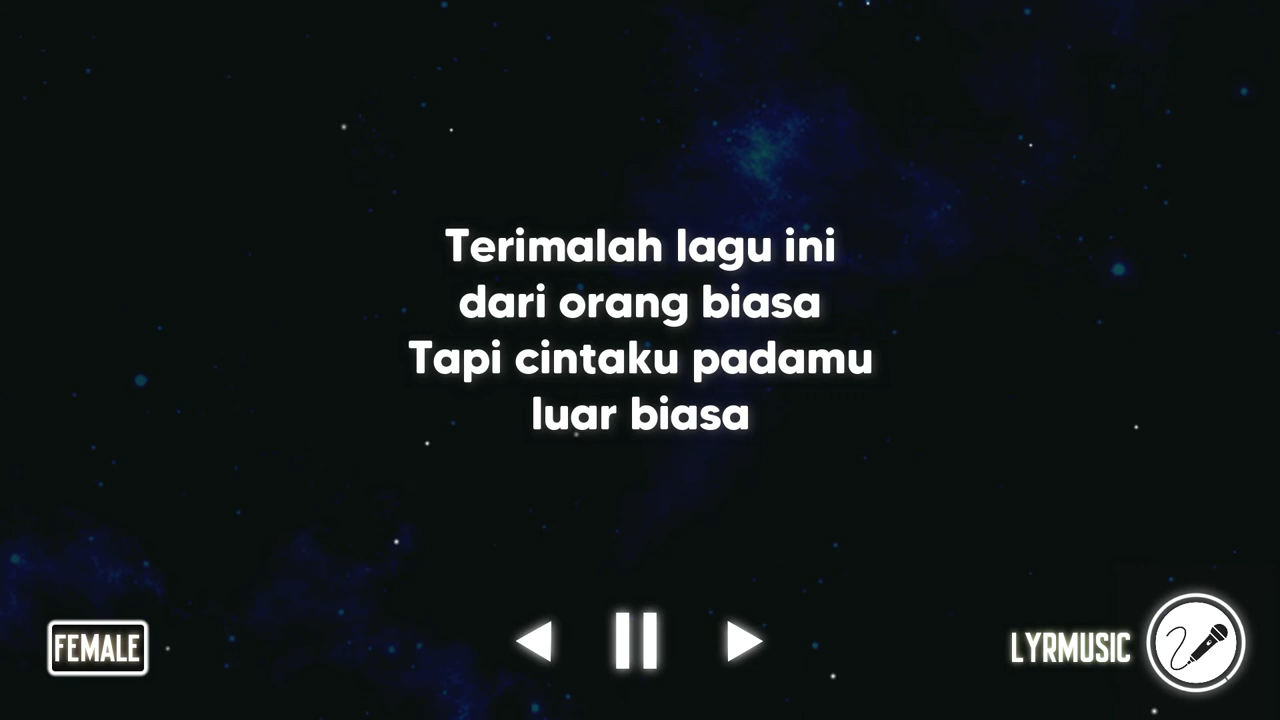 Terimalah lagu ini
dari orang biasa
Tapi cintaku padamu
luar biasa
FEMALE
LYRMUSIC